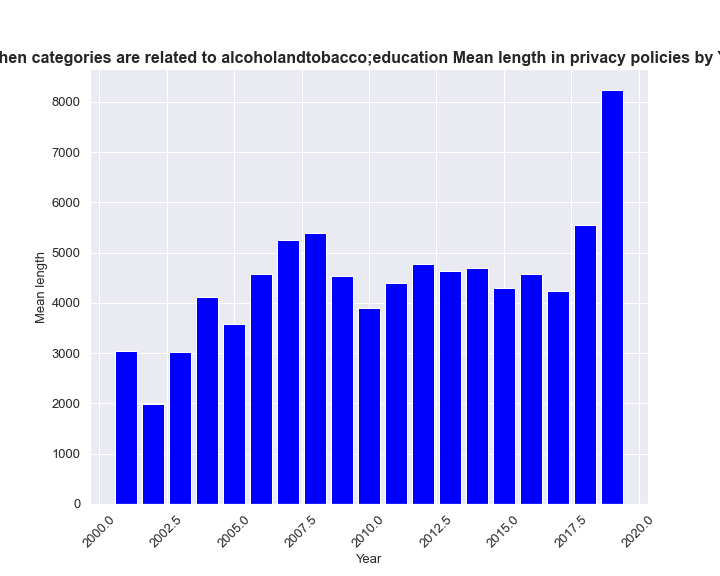 hen categories are related to alcoholandtobacco;education Mean length in privacy policies by Y
8000
7000
6000
5000
4000
3000
2000
1000
0
Mean length
2000.0 2002.5 2005.0 2007.5 2010.0 2012.5 2015.0 2017.5 2020.0
Year